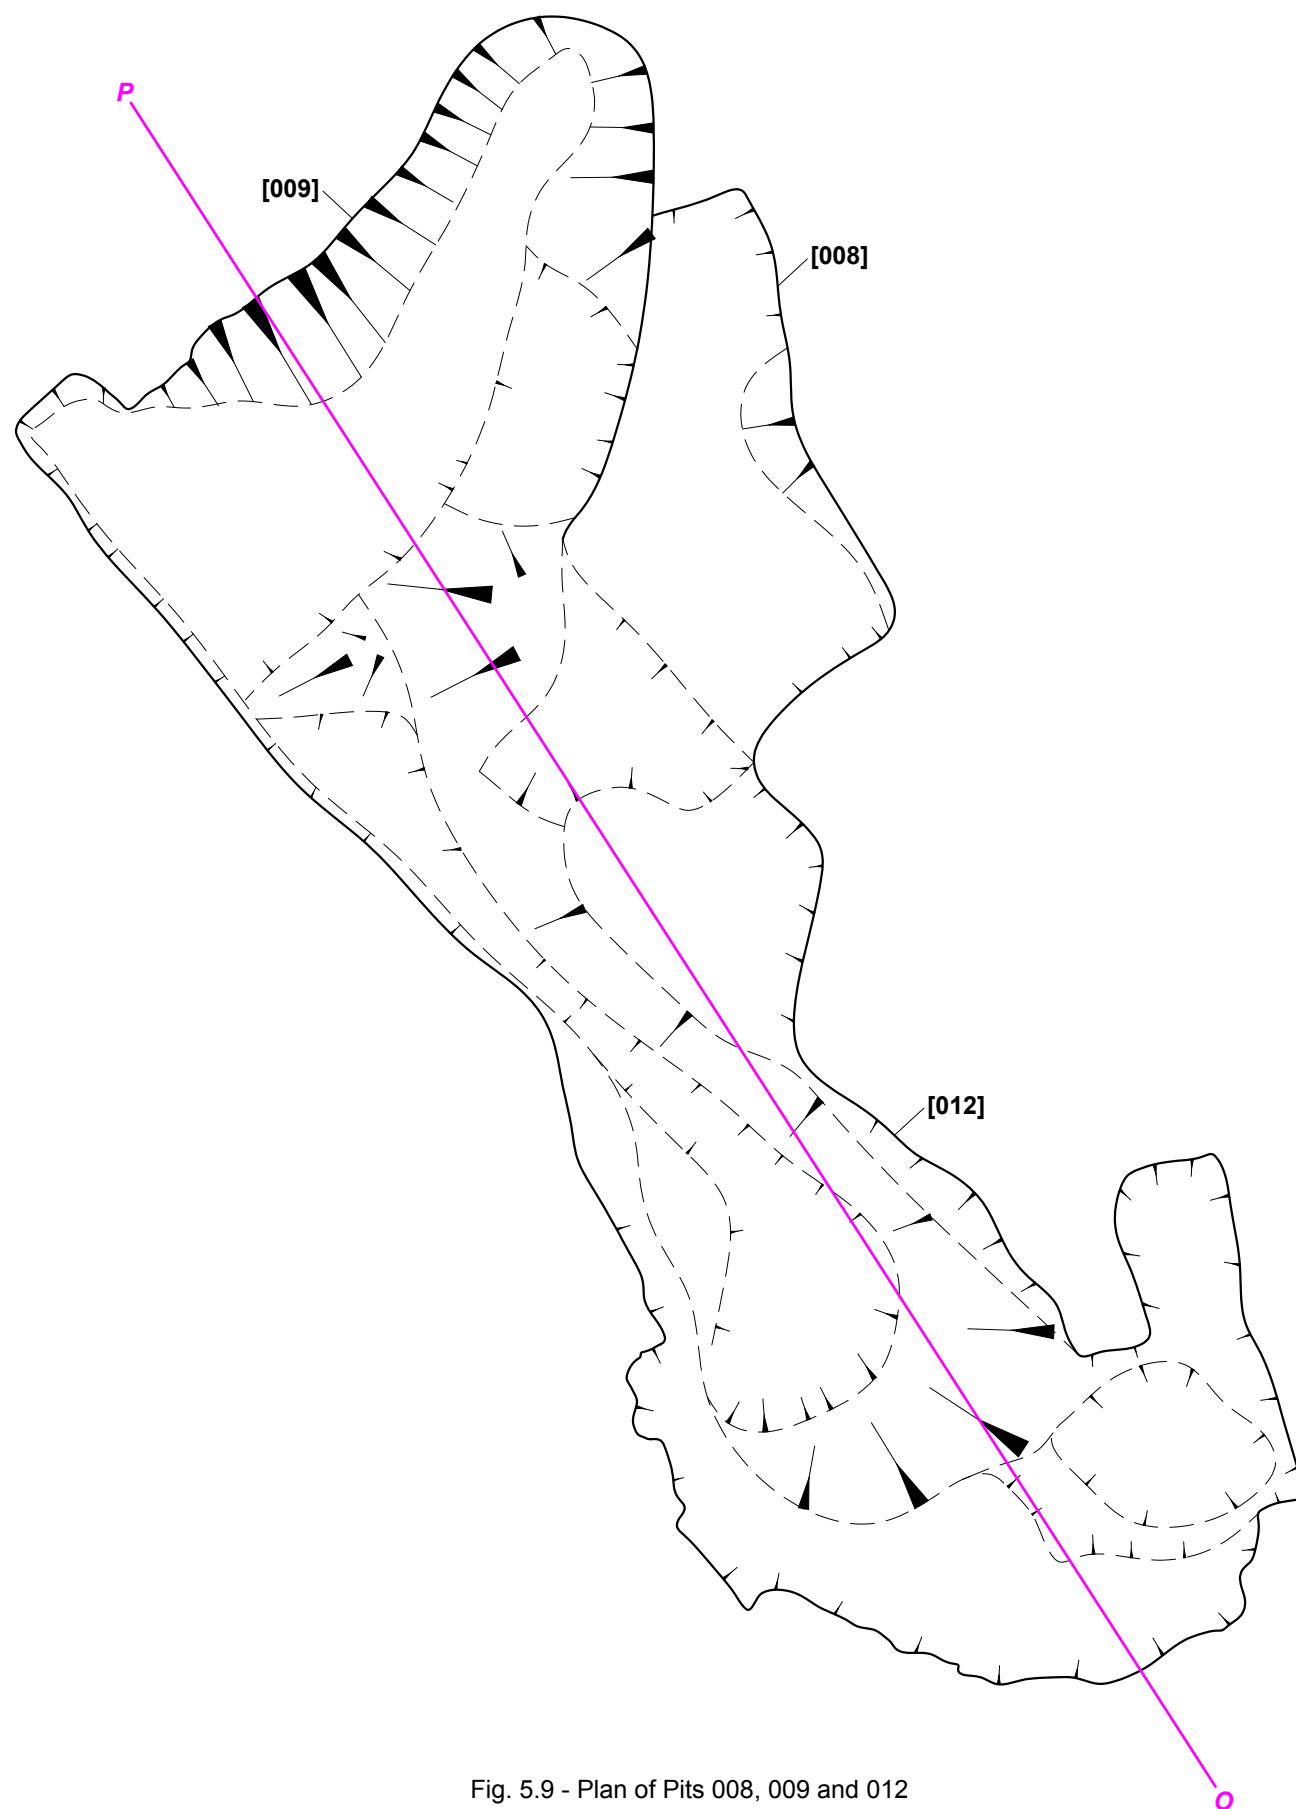 P
[009]
[008]
[012]
Fig. 5.9 - Plan of Pits 008, 009 and 012
O